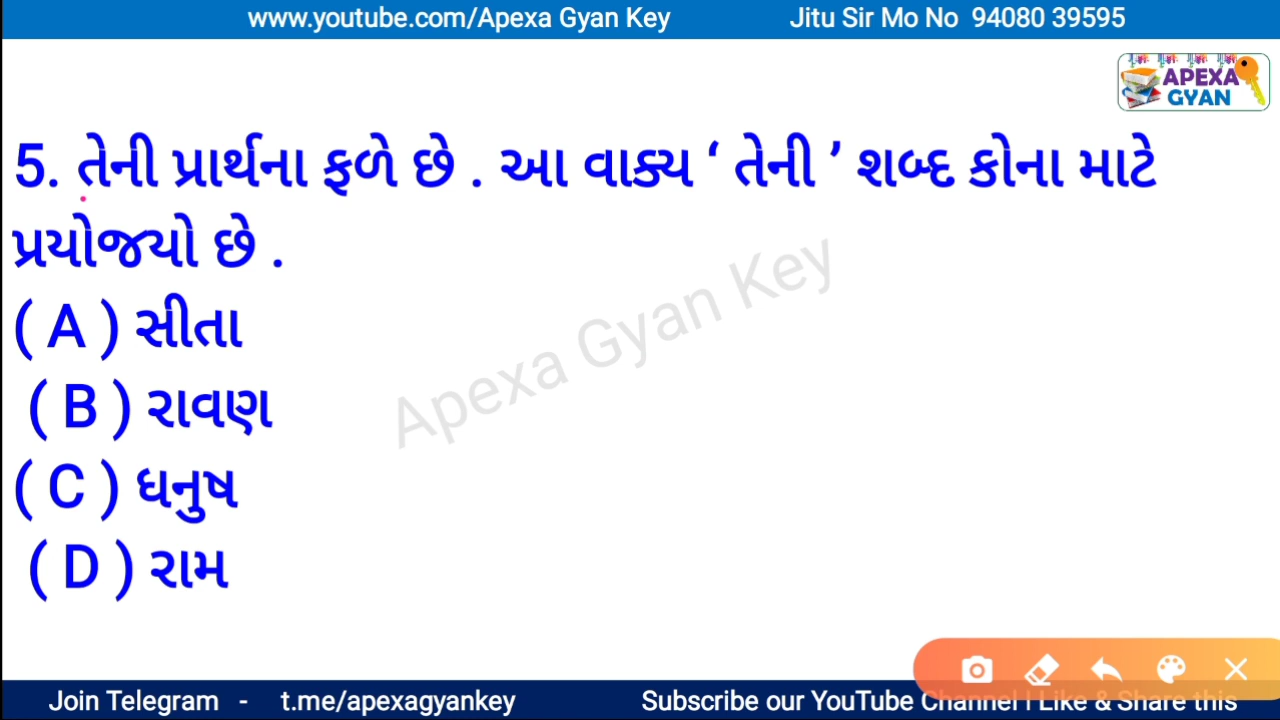 www.youtube.com/Apexa Gyan Key Jitu Sir Mo No 94080 39595
APEXA
GYAN
5. તેની પ્રાર્થના ફળે છે . આ વાક્ય ‘ તેની ’ શબ્દ કોના માટે
પ્રયોજ્યો છે .
( A ) સીતા
( B ) રાવણ
( C ) ધનુષ
( D ) રામ
Apexa Gyan Key
Join Telegram - t.me/apexagyankey Subscribe our YouTube Channel | Like & Share this